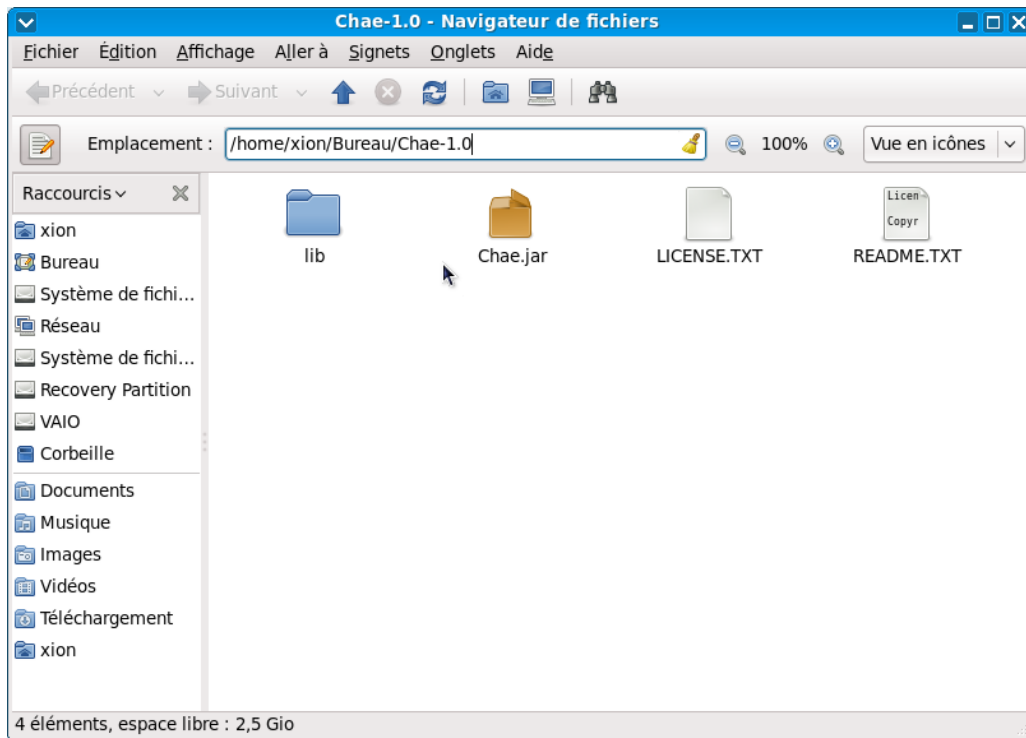 Chae-1.0 - Navigateur de fichiers
Fichier Édition Affichage Aller à Signets Onglets Aide
Précédent Suivant
Emplacement : /home/xion/Bureau/Chae-1.0 100% Vue en icônes
Raccourcis
xion
Bureau
Système de fichi...
Réseau
Système de fichi...
Recovery Partition
VAIO
Corbeille
Documents
Musique
Images
Vidéos
Téléchargement
xion
Licen
Copyr
lib Chae.jar LICENSE.TXT README.TXT
4 éléments, espace libre : 2,5 Gio